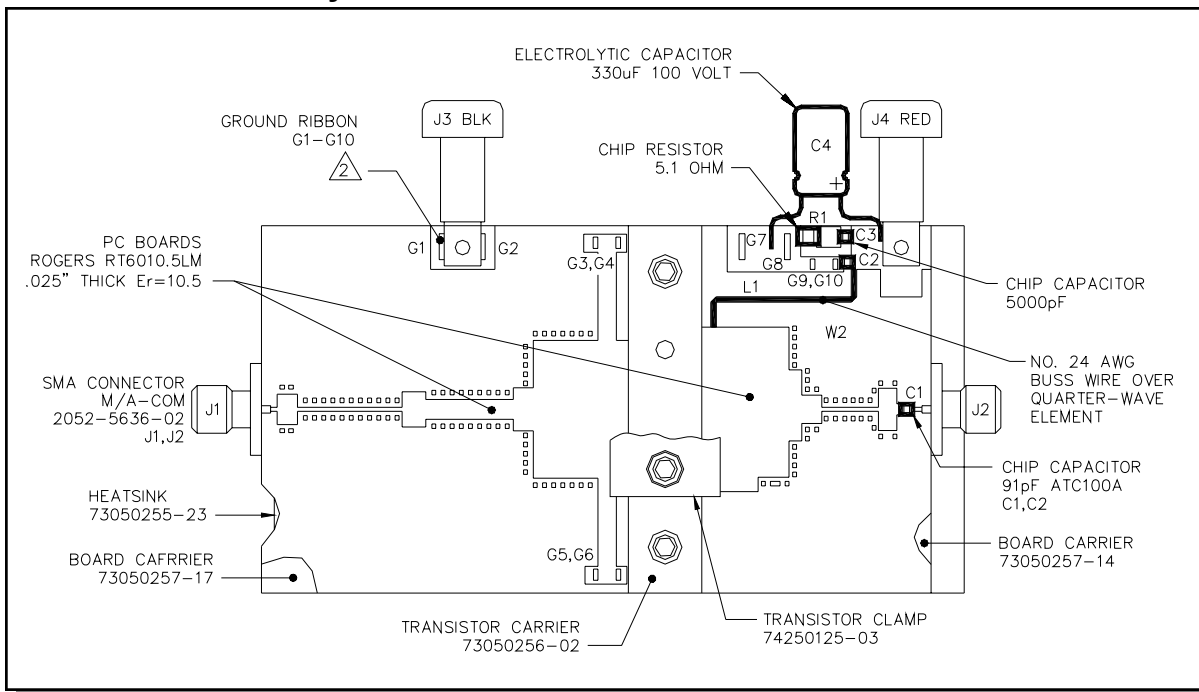 ELECTROLYTIC CAPACITOR
330uF 100 VOLT
GROUND RIBBON
G1-G10
2
J3 BLK
J4 RED
C4
+
CHIP RESISTOR
5.1 OHM
R1
PC BOARDS
ROGERS RT6010.5LM
.025" THICK Er=10.5
G1
G2
G3,G4
G7
G8
C3
C2
G9,G10
L1
W2
CHIP CAPACITOR
5000pF
NO. 24 AWG
BUSS WIRE OVER
QUARTER-WAVE
ELEMENT
SMA CONNECTOR
M/A-COM
2052-5636-02
J1,J2
J1
C1
J2
CHIP CAPACITOR
91pF ATC100A
C1,C2
HEATSINK
73050255-23
BOARD CAFRRIER
73050257-17
G5,G6
BOARD CARRIER
73050257-14
TRANSISTOR CARRIER
73050256-02
TRANSISTOR CLAMP
74250125-03